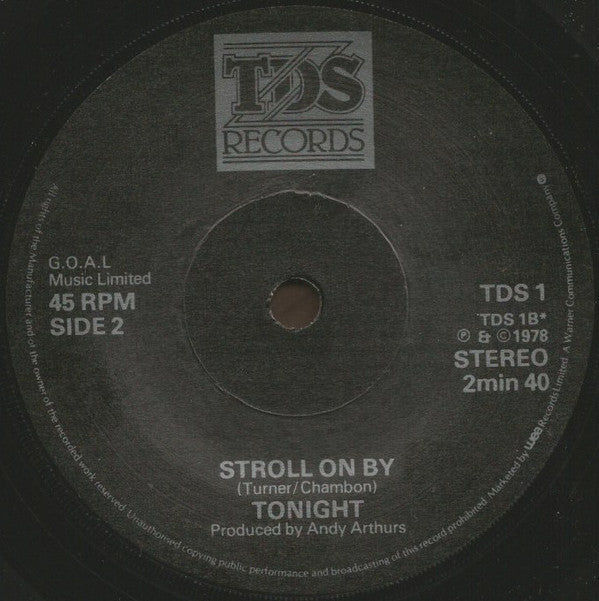 TDS
RECORDS
G.O.A.L
Music Limited
45 RPM
SIDE 2
TDS 1
TDS 1B*
Ⓟ & ©1978
STEREO
2min 40
STROLL ON BY
(Turner/Chambon)
TONIGHT
Produced by Andy Arthurs
All rights of the Manufacturer and of the owner of the recorded work reserved. Unauthorised copying public performance and broadcasting of this record prohibited. Marketed by wea Records Limited. A Warner Communications Company